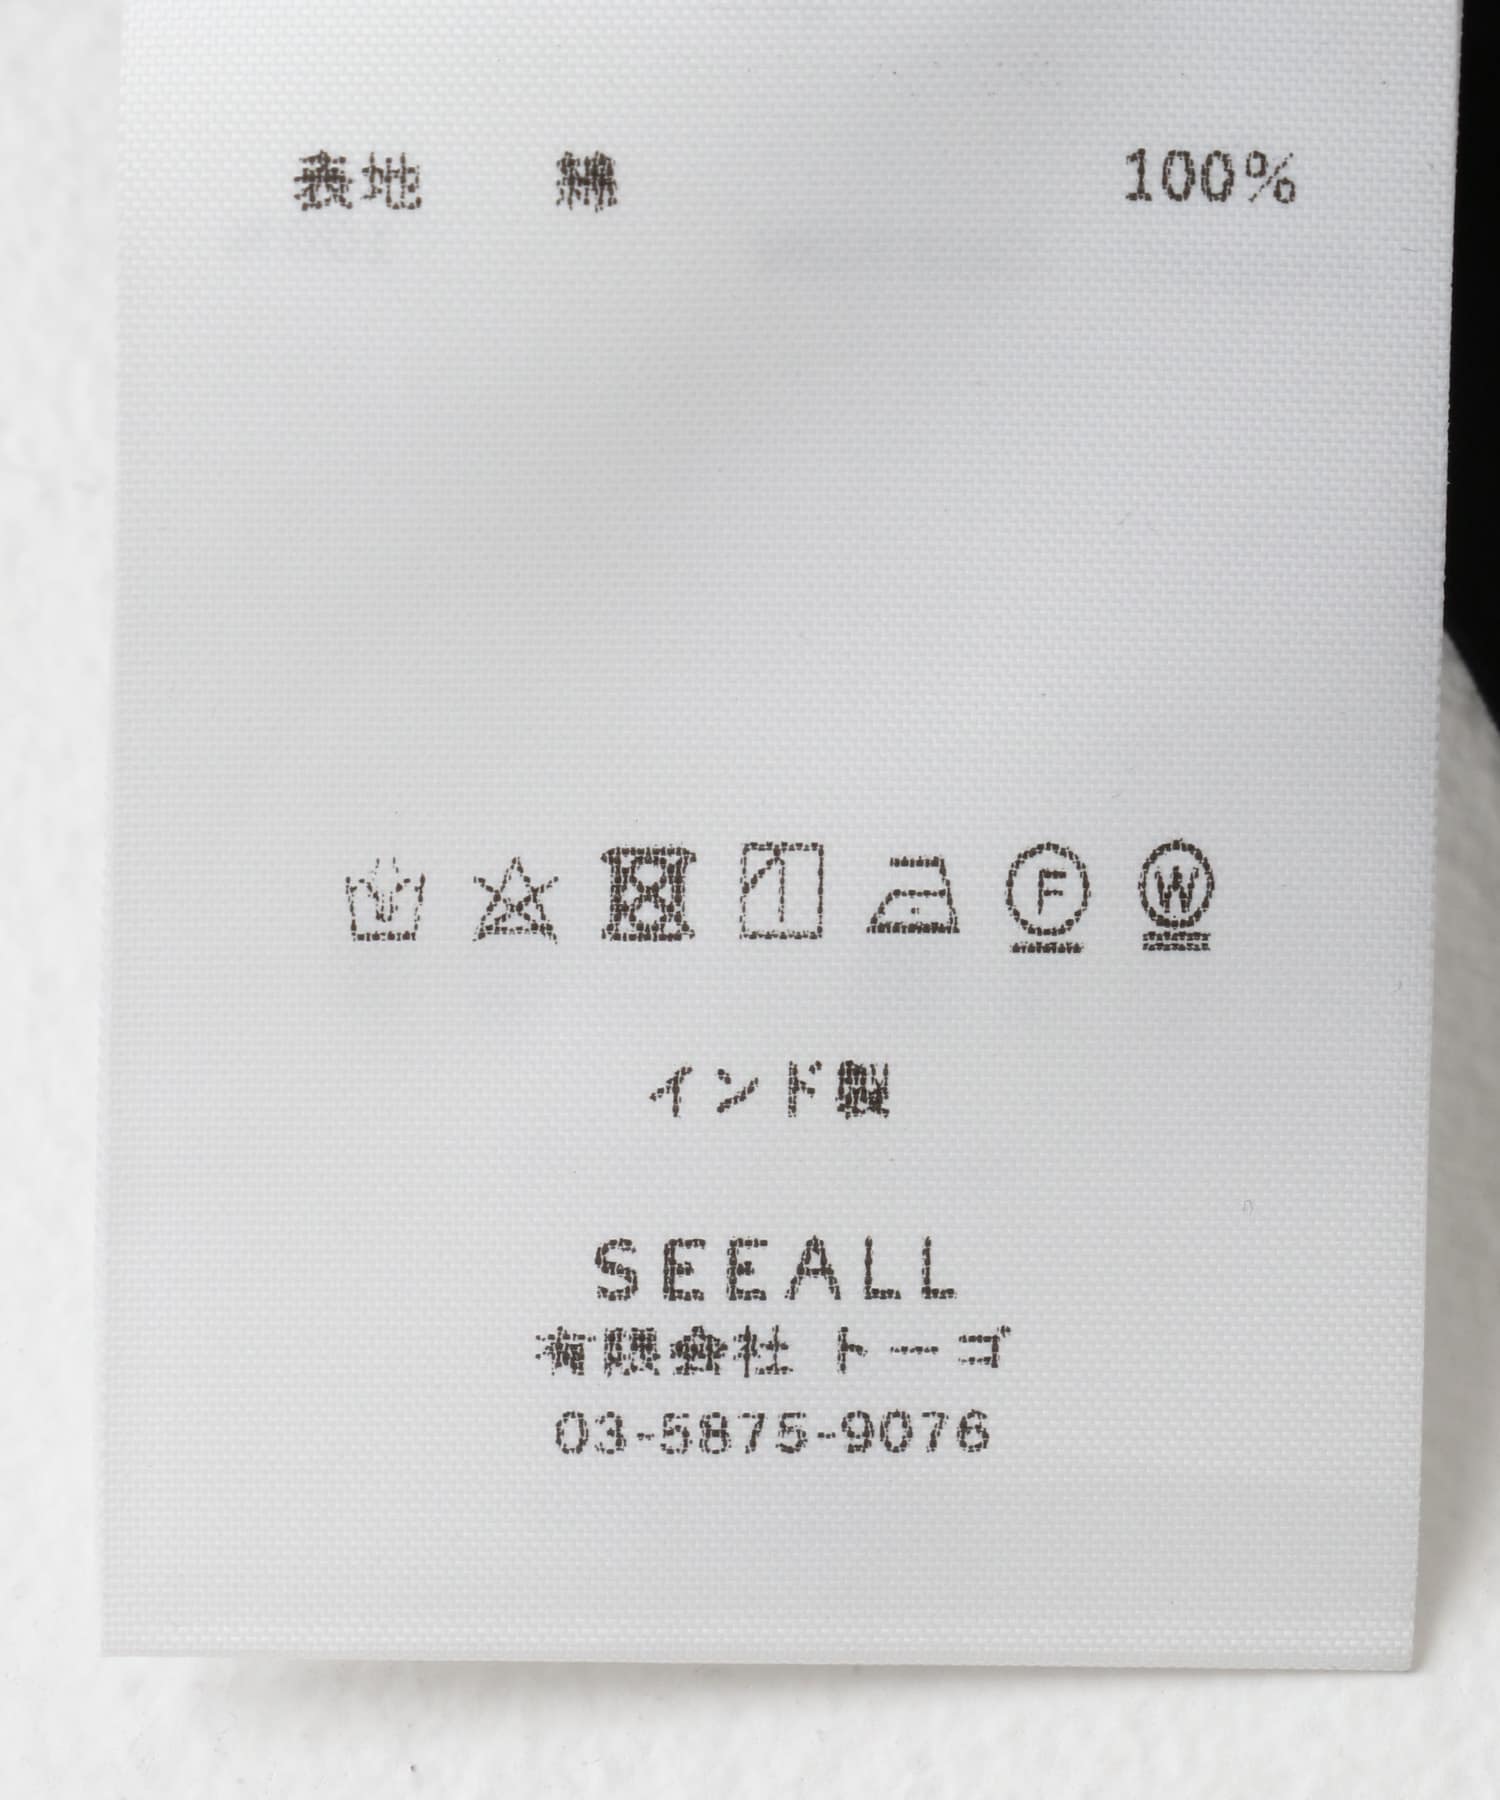 表地 綿 100%
F W
インド製
SEEALL
有限会社 トーゴ
03-5875-9076